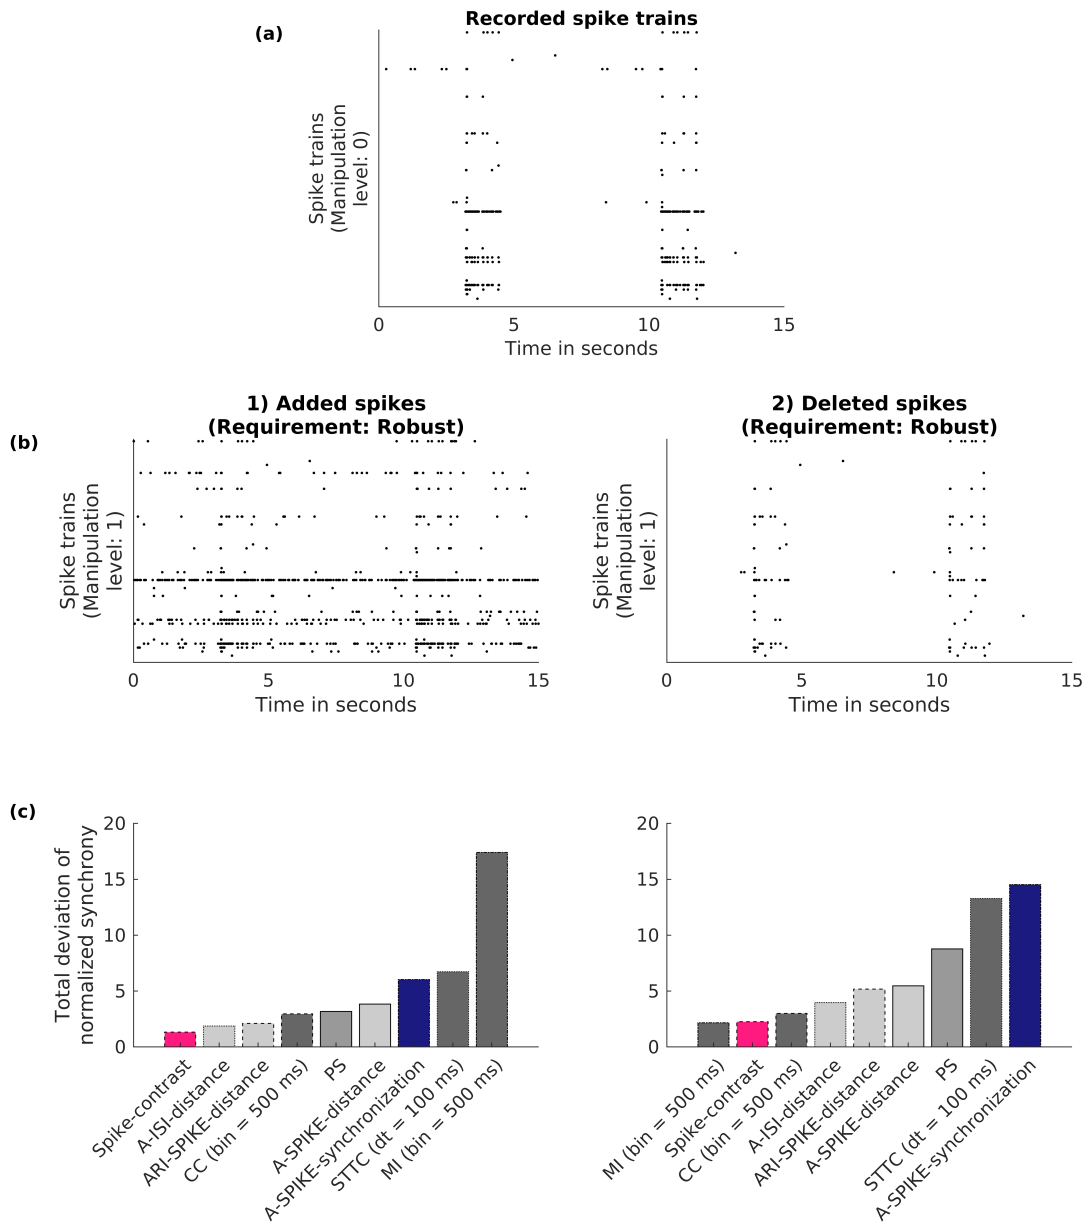 (a)
Recorded spike trains
Spike trains
(Manipulation
level: 0)
0 5 10 15
Time in seconds
(b)
1) Added spikes
(Requirement: Robust)
Spike trains
(Manipulation
level: 1)
0 5 10 15
Time in seconds
2) Deleted spikes
(Requirement: Robust)
Spike trains
(Manipulation
level: 1)
0 5 10 15
Time in seconds
(c)
Total deviation of
normalized synchrony
20
15
10
5
0
Spike-contrast
A-ISI-distance
ARI-SPIKE-distance
CC (bin = 500 ms)
PS
A-SPIKE-distance
A-SPIKE-synchronization
STTC (dt = 100 ms)
MI (bin = 500 ms)
20
15
10
5
0
MI (bin = 500 ms)
Spike-contrast
CC (bin = 500 ms)
A-ISI-distance
ARI-SPIKE-distance
A-SPIKE-distance
PS
STTC (dt = 100 ms)
A-SPIKE-synchronization